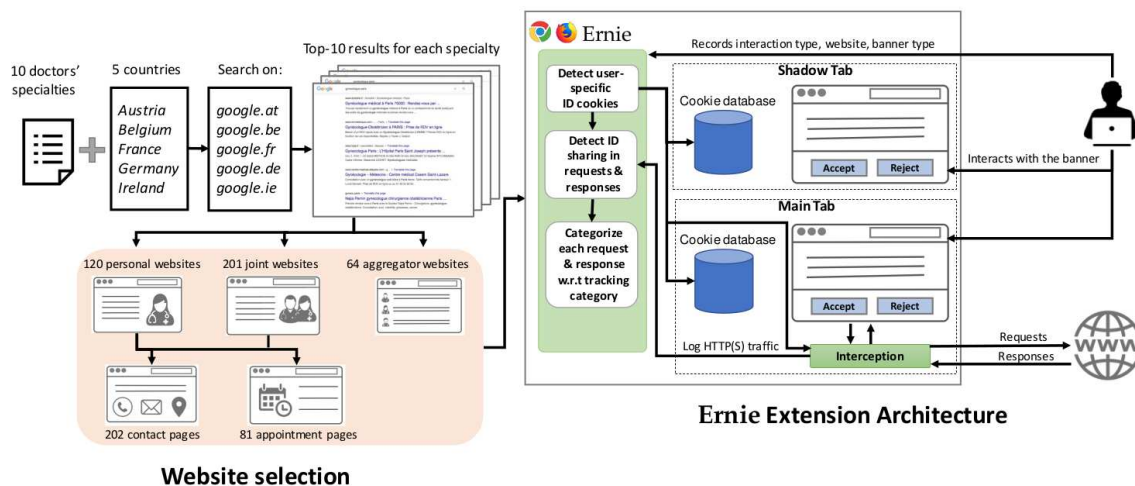 10 doctors'
specialties
5 countries
Austria
Belgium
France
Germany
Ireland
Search on:
google.at
google.be
google.fr
google.de
google.ie
Top-10 results for each specialty
Google
120 personal websites
201 joint websites
64 aggregator websites
202 contact pages
81 appointment pages
Website selection
Ernie
Detect user-
specific
ID cookies
Detect ID
sharing in
requests &
responses
Categorize
each request
& response
w.r.t tracking
category
Records interaction type, website, banner type
Shadow Tab
Cookie database
Accept
Reject
Interacts with the banner
Main Tab
Cookie database
Accept
Reject
Log HTTP(S) traffic
Interception
Requests
Responses
WWW
Ernie Extension Architecture